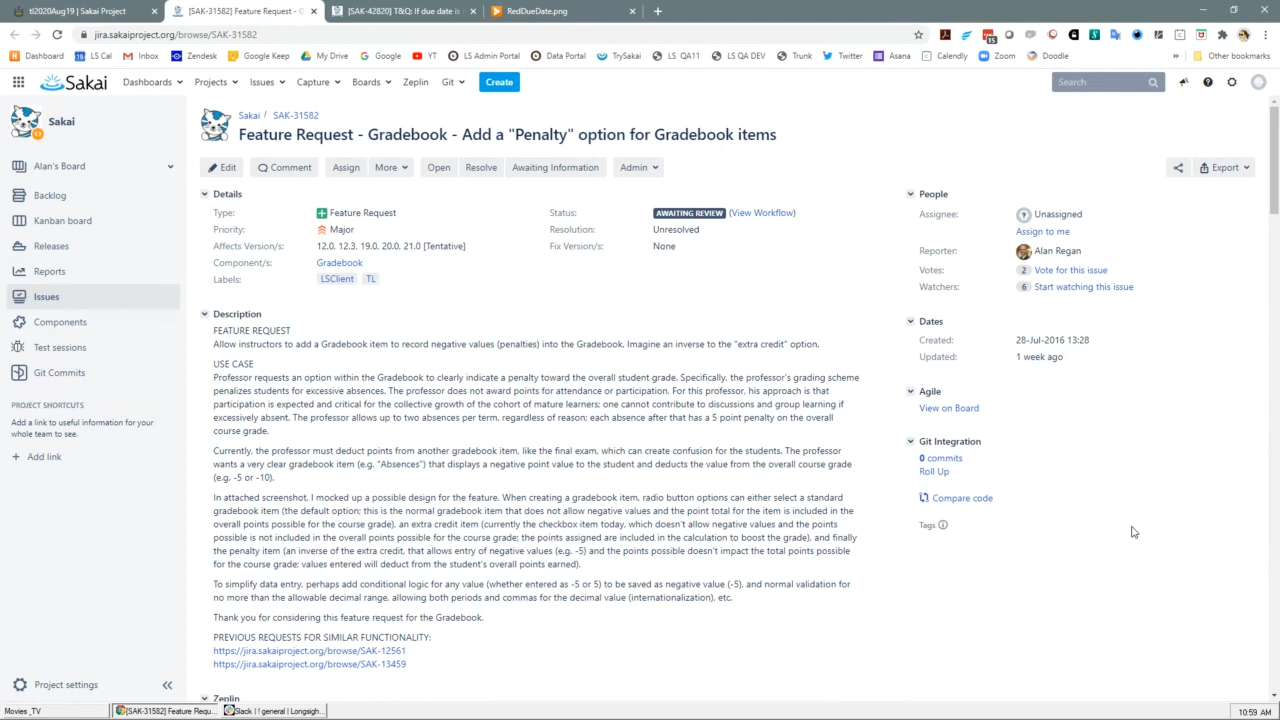 tl2020Aug19 | Sakai Project
[SAK-31582] Feature Request - G
[SAK-42820] T&Q: If due date is
RedDueDate.png
jira.sakaiproject.org/browse/SAK-31582
15
Dashboard
LS Cal
Inbox
Zendesk
Google Keep
My Drive
Google
YT
LS Admin Portal
Data Portal
TrySakai
LS QA11
LS QA DEV
Trunk
Twitter
Asana
Calendly
Zoom
Doodle
»
Other bookmarks
Sakai
Dashboards
Projects
Issues
Capture
Boards
Zeplin
Git
Create
Search
Sakai
Alan's Board
Backlog
Kanban board
Releases
Reports
Issues
Components
Test sessions
Git Commits
PROJECT SHORTCUTS
Add a link to useful information for your
whole team to see.
+ Add link
Project settings
Sakai / SAK-31582
Feature Request - Gradebook - Add a "Penalty" option for Gradebook items
Edit
Comment
Assign
More
Open
Resolve
Awaiting Information
Admin
Export
Details
Type: Feature Request
Status: AWAITING REVIEW (View Workflow)
Priority: Major
Resolution: Unresolved
Affects Version/s: 12.0, 12.3, 19.0, 20.0, 21.0 [Tentative]
Fix Version/s: None
Component/s: Gradebook
Labels: LSClient TL
Description
FEATURE REQUEST
Allow instructors to add a Gradebook item to record negative values (penalties) into the Gradebook. Imagine an inverse to the "extra credit" option.
USE CASE
Professor requests an option within the Gradebook to clearly indicate a penalty toward the overall student grade. Specifically, the professor's grading scheme
penalizes students for excessive absences. The professor does not award points for attendance or participation. For this professor, his approach is that
participation is expected and critical for the collective growth of the cohort of mature learners; one cannot contribute to discussions and group learning if
excessively absent. The professor allows up to two absences per term, regardless of reason; each absence after that has a 5 point penalty on the overall
course grade.
Currently, the professor must deduct points from another gradebook item, like the final exam, which can create confusion for the students. The professor
wants a very clear gradebook item (e.g. "Absences") that displays a negative point value to the student and deducts the value from the overall course grade
(e.g. -5 or -10).
In attached screenshot, I mocked up a possible design for the feature. When creating a gradebook item, radio button options can either select a standard
gradebook item (the default option; this is the normal gradebook item that does not allow negative values and the point total for the item is included in the
overall points possible for the course grade), an extra credit item (currently the checkbox item today, which doesn't allow negative values and the points
possible is not included in the overall points possible for the course grade; the points assigned are included in the calculation to boost the grade), and finally
the penalty item (an inverse of the extra credit, that allows entry of negative values (e.g. -5) and the points possible doesn't impact the total points possible
for the course grade; values entered will deduct from the student's overall points earned).
To simplify data entry, perhaps add conditional logic for any value (whether entered as -5 or 5) to be saved as negative value (-5), and normal validation for
no more than the allowable decimal range, allowing both periods and commas for the decimal value (internationalization), etc.
Thank you for considering this feature request for the Gradebook.
PREVIOUS REQUESTS FOR SIMILAR FUNCTIONALITY:
https://jira.sakaiproject.org/browse/SAK-12561
https://jira.sakaiproject.org/browse/SAK-13459
Zeplin
People
Assignee: Unassigned
Assign to me
Reporter: Alan Regan
Votes: 2 Vote for this issue
Watchers: 6 Start watching this issue
Dates
Created: 28-Jul-2016 13:28
Updated: 1 week ago
Agile
View on Board
Git Integration
0 commits
Roll Up
Compare code
Tags
Movies _TV
[SAK-31582] Feature Requ...
Slack | ! general | Longsigh...
10:59 AM